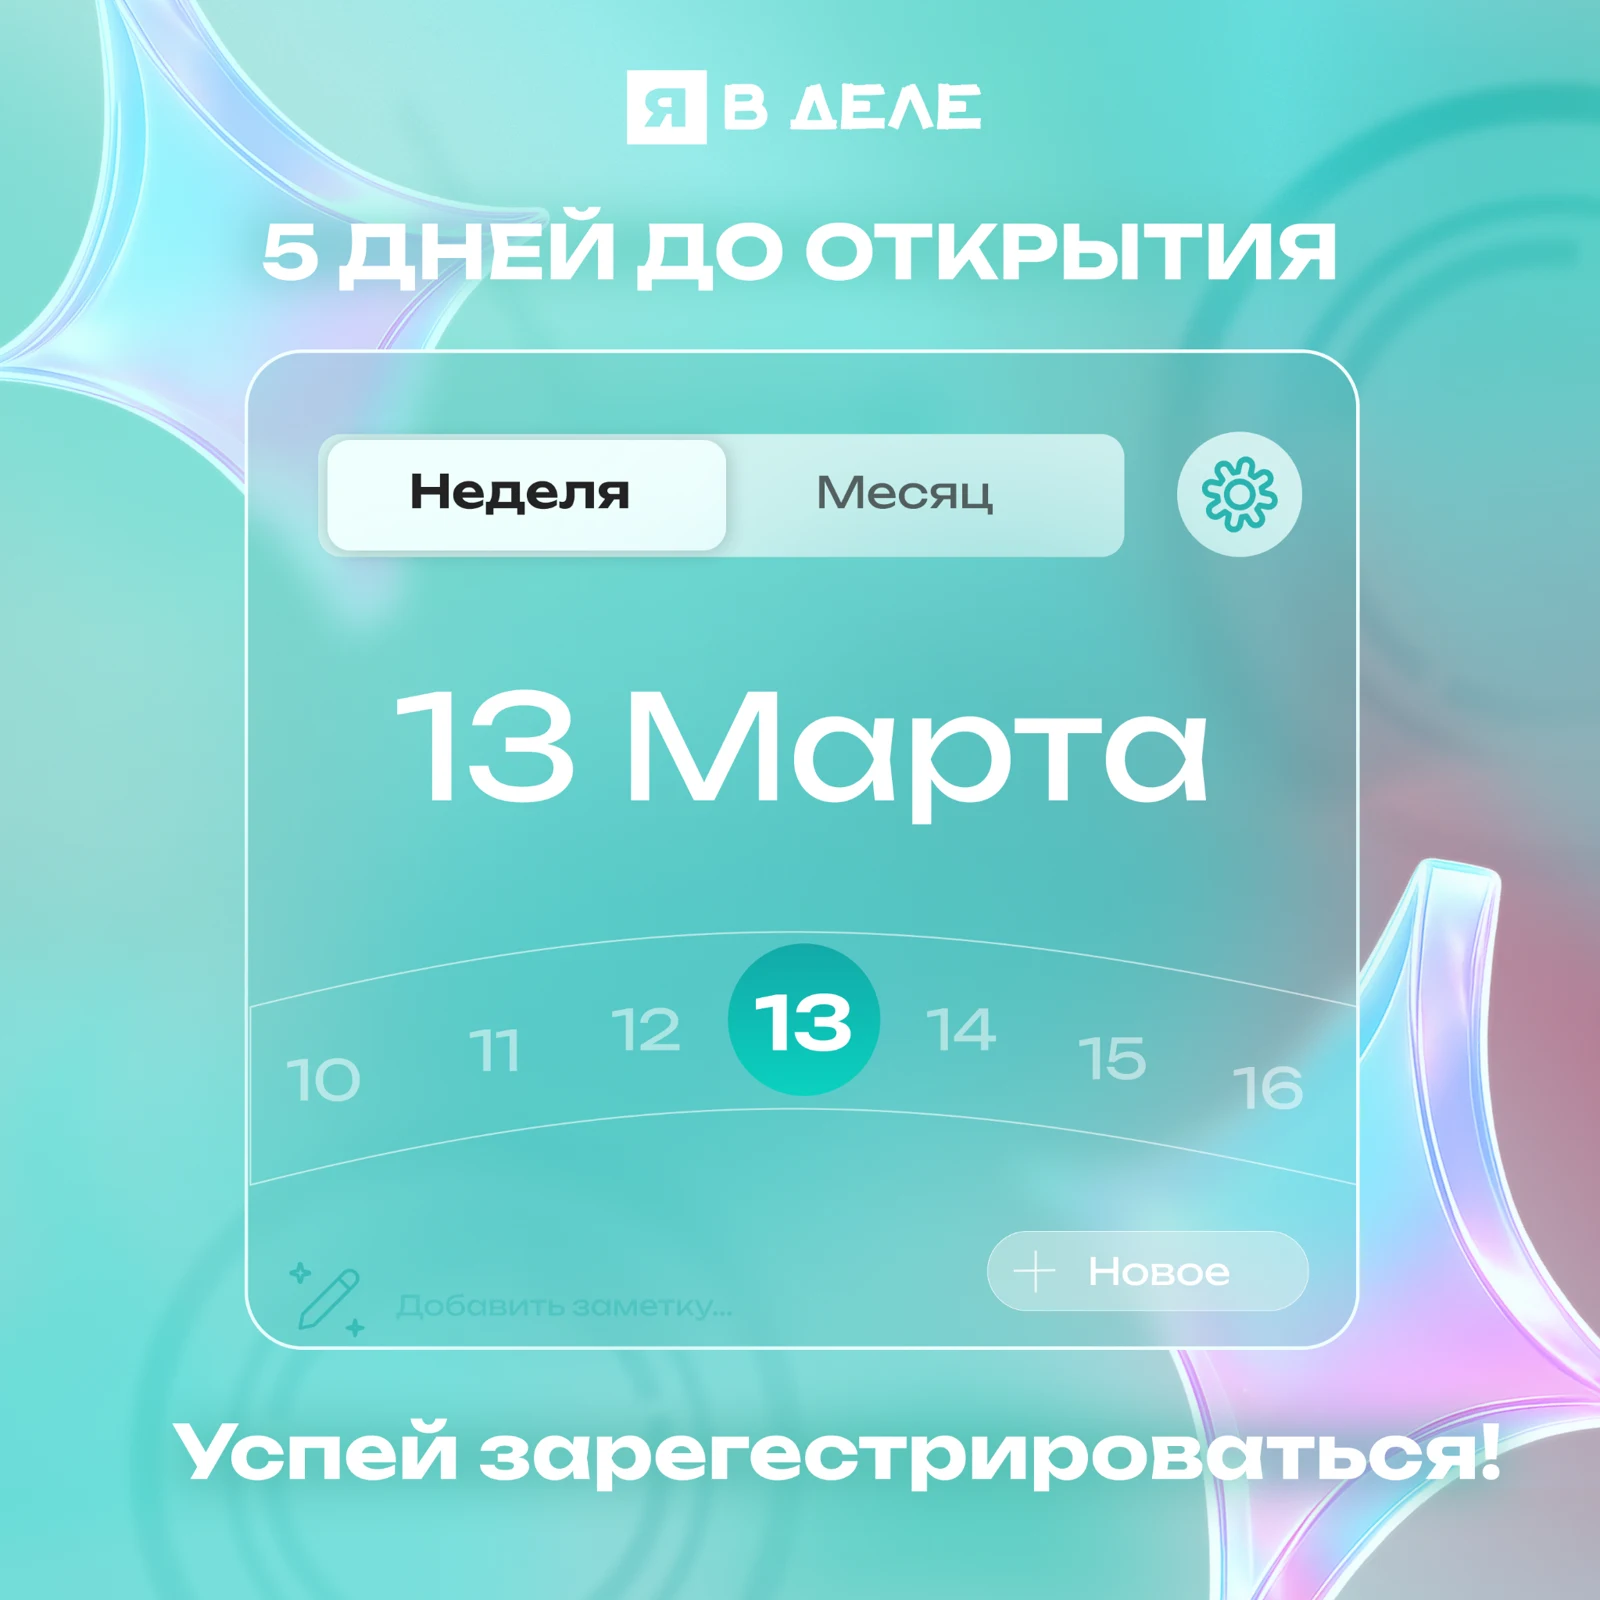 Я В ДЕЛЕ
5 ДНЕЙ ДО ОТКРЫТИЯ
Неделя Месяц
13 Марта
10 11 12 13 14 15 16
Добавить заметку...
Новое
Успей зарегестрироваться!